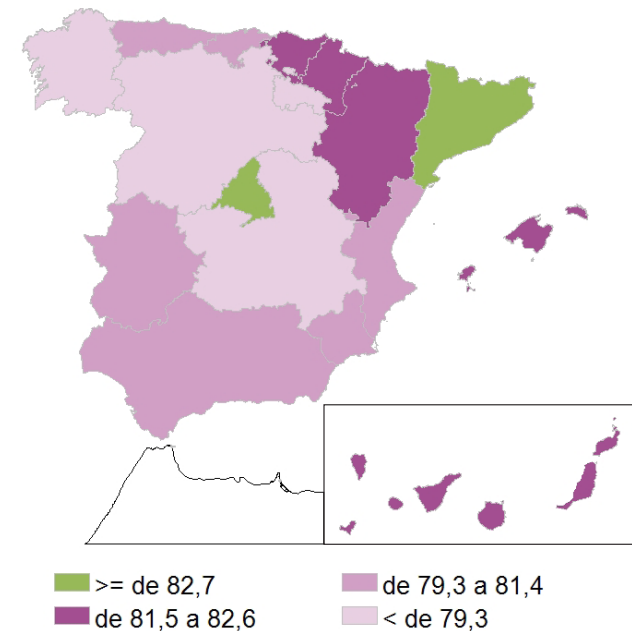 >= de 82,7
de 79,3 a 81,4
de 81,5 a 82,6
< de 79,3